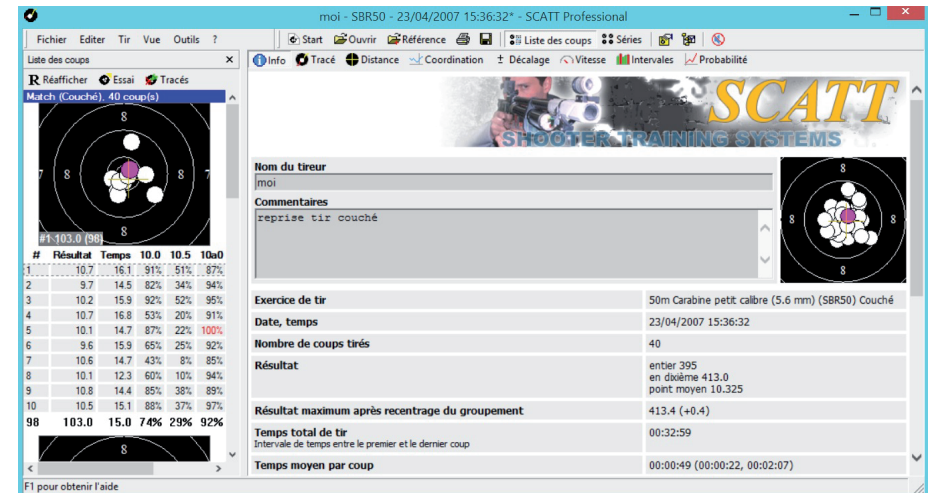 moi - SBR50 - 23/04/2007 15:36:32* - SCATT Professional
Fichier Editer Tir Vue Outils ?
Start Ouvrir Référence Liste des coups Séries
Liste des coups
Réafficher Essai Tracés
Match (Couché), 40 coup(s)
8
7 8 8 7
8
#1 103.0 (98)
# Résultat Temps 10.0 10.5 10a0
1 10.7 16.1 91% 51% 87%
2 9.7 14.5 82% 34% 94%
3 10.2 15.9 92% 52% 95%
4 10.7 16.8 53% 20% 91%
5 10.1 14.7 87% 22% 100%
6 9.6 15.9 65% 25% 92%
7 10.6 14.7 43% 8% 85%
8 10.1 12.3 60% 10% 94%
9 10.8 14.4 85% 38% 89%
10 10.5 15.1 88% 37% 97%
98 103.0 15.0 74% 29% 92%
8
F1 pour obtenir l'aide
Info Tracé Distance Coordination Décalage Vitesse Intervales Probabilité
SCATT
SHOOTER TRAINING SYSTEMS
Nom du tireur
moi
Commentaires
reprise tir couché
8
8 8
8
Exercice de tir 50m Carabine petit calibre (5.6 mm) (SBR50) Couché
Date, temps 23/04/2007 15:36:32
Nombre de coups tirés 40
Résultat entier 395
en dixième 413.0
point moyen 10.325
Résultat maximum après recentrage du groupement 413.4 (+0.4)
Temps total de tir 00:32:59
Intervale de temps entre le premier et le dernier coup
Temps moyen par coup 00:00:49 (00:00:22, 00:02:07)